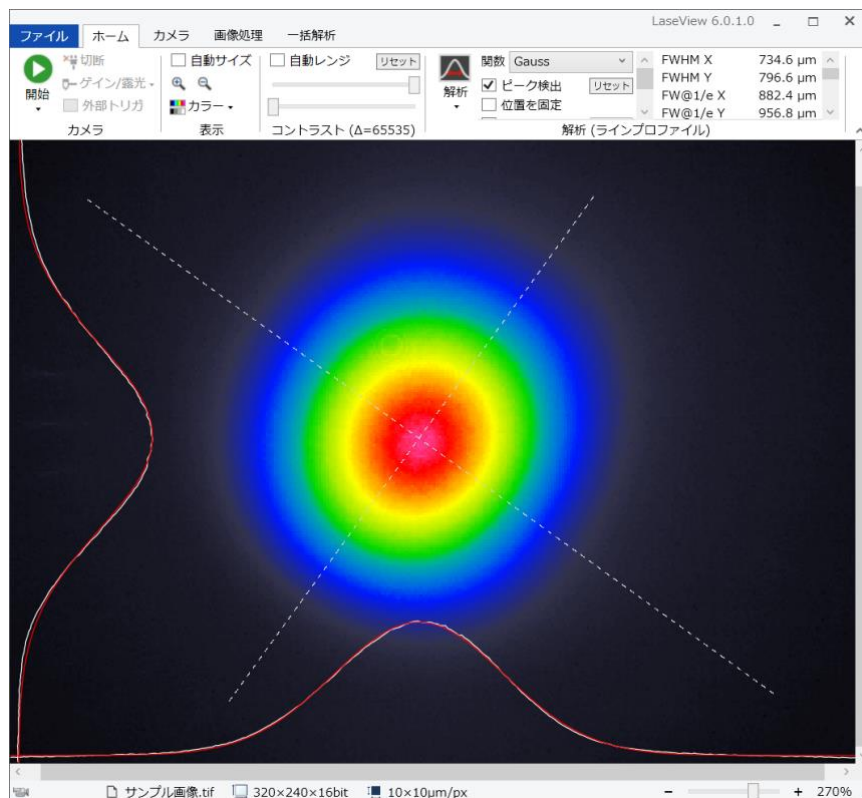 LaseView 6.0.1.0
ファイル ホーム カメラ 画像処理 一括解析
開始
切断
ゲイン/露光
外部トリガ
カメラ
自動サイズ
カラー
表示
自動レンジ リセット
コントラスト (Δ=65535)
解析
関数 Gauss
ピーク検出 リセット
位置を固定
FWHM X 734.6 μm
FWHM Y 796.6 μm
FW@1/e X 882.4 μm
FW@1/e Y 956.8 μm
解析 (ラインプロファイル)
サンプル画像.tif 320×240×16bit 10×10μm/px - + 270%